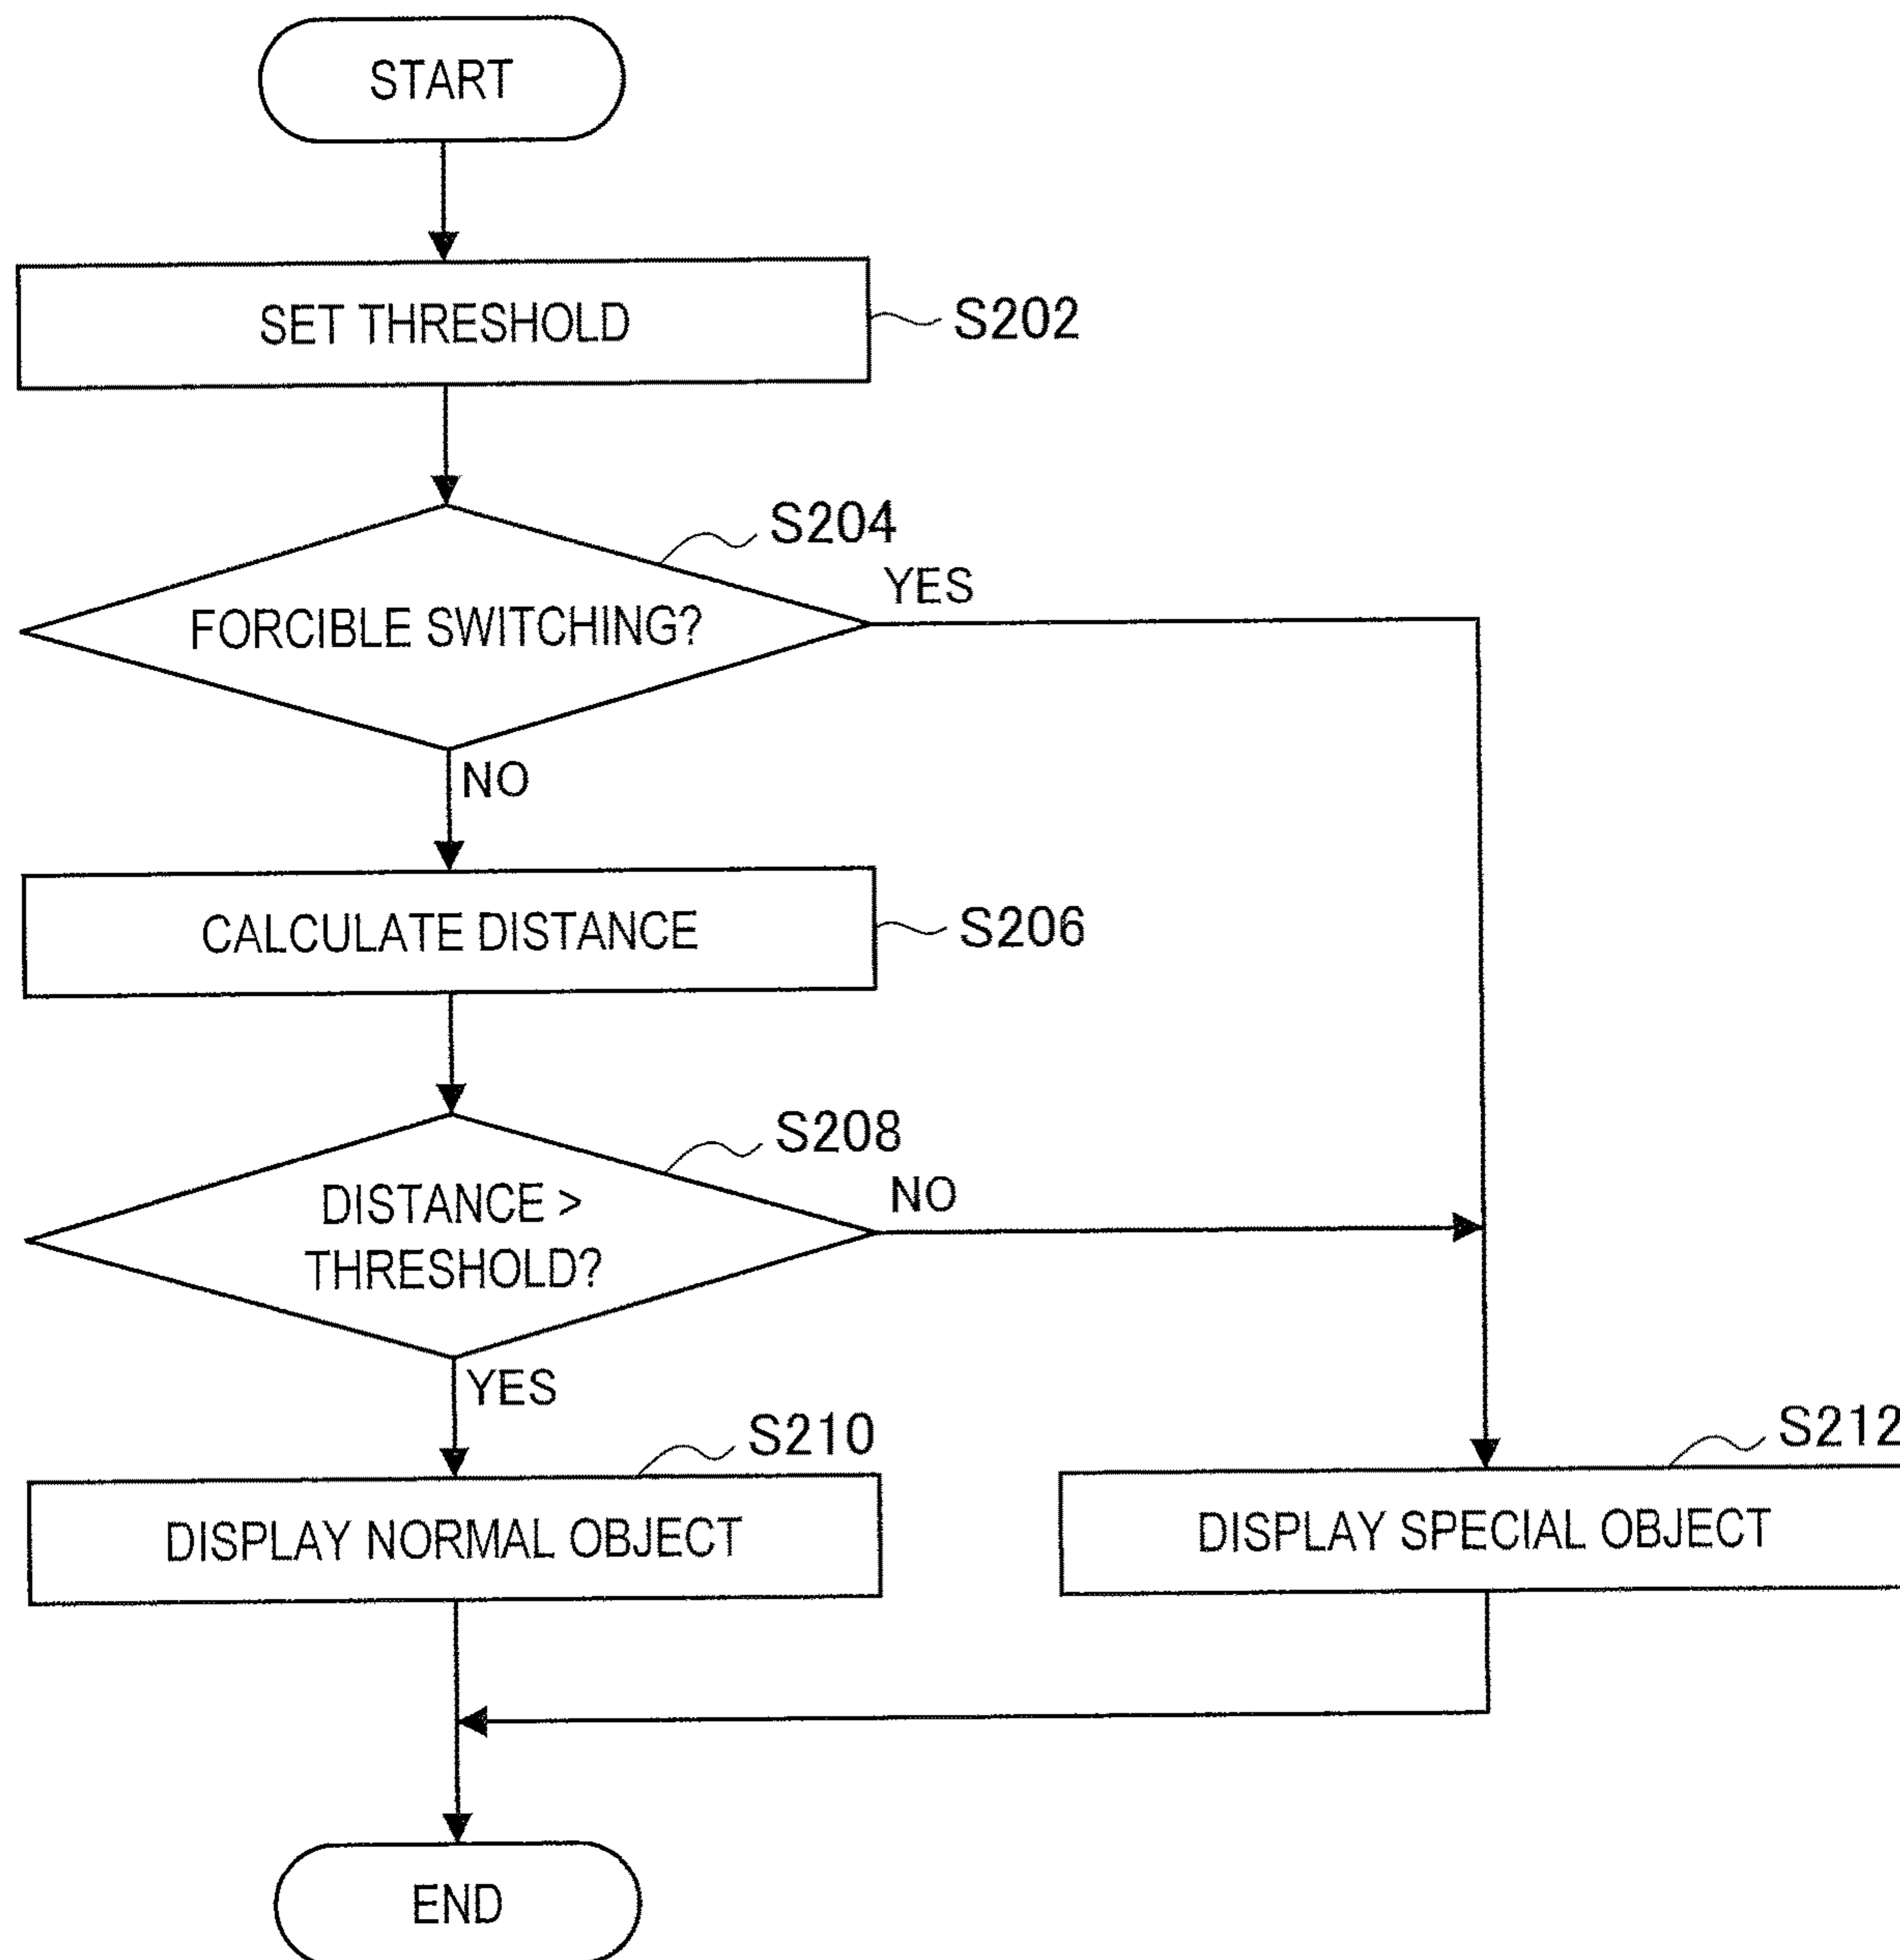 START
SET THRESHOLD
S202
S204
FORCIBLE SWITCHING?
YES
NO
CALCULATE DISTANCE
S206
S208
DISTANCE >
THRESHOLD?
NO
YES
S210
DISPLAY NORMAL OBJECT
S212
DISPLAY SPECIAL OBJECT
END